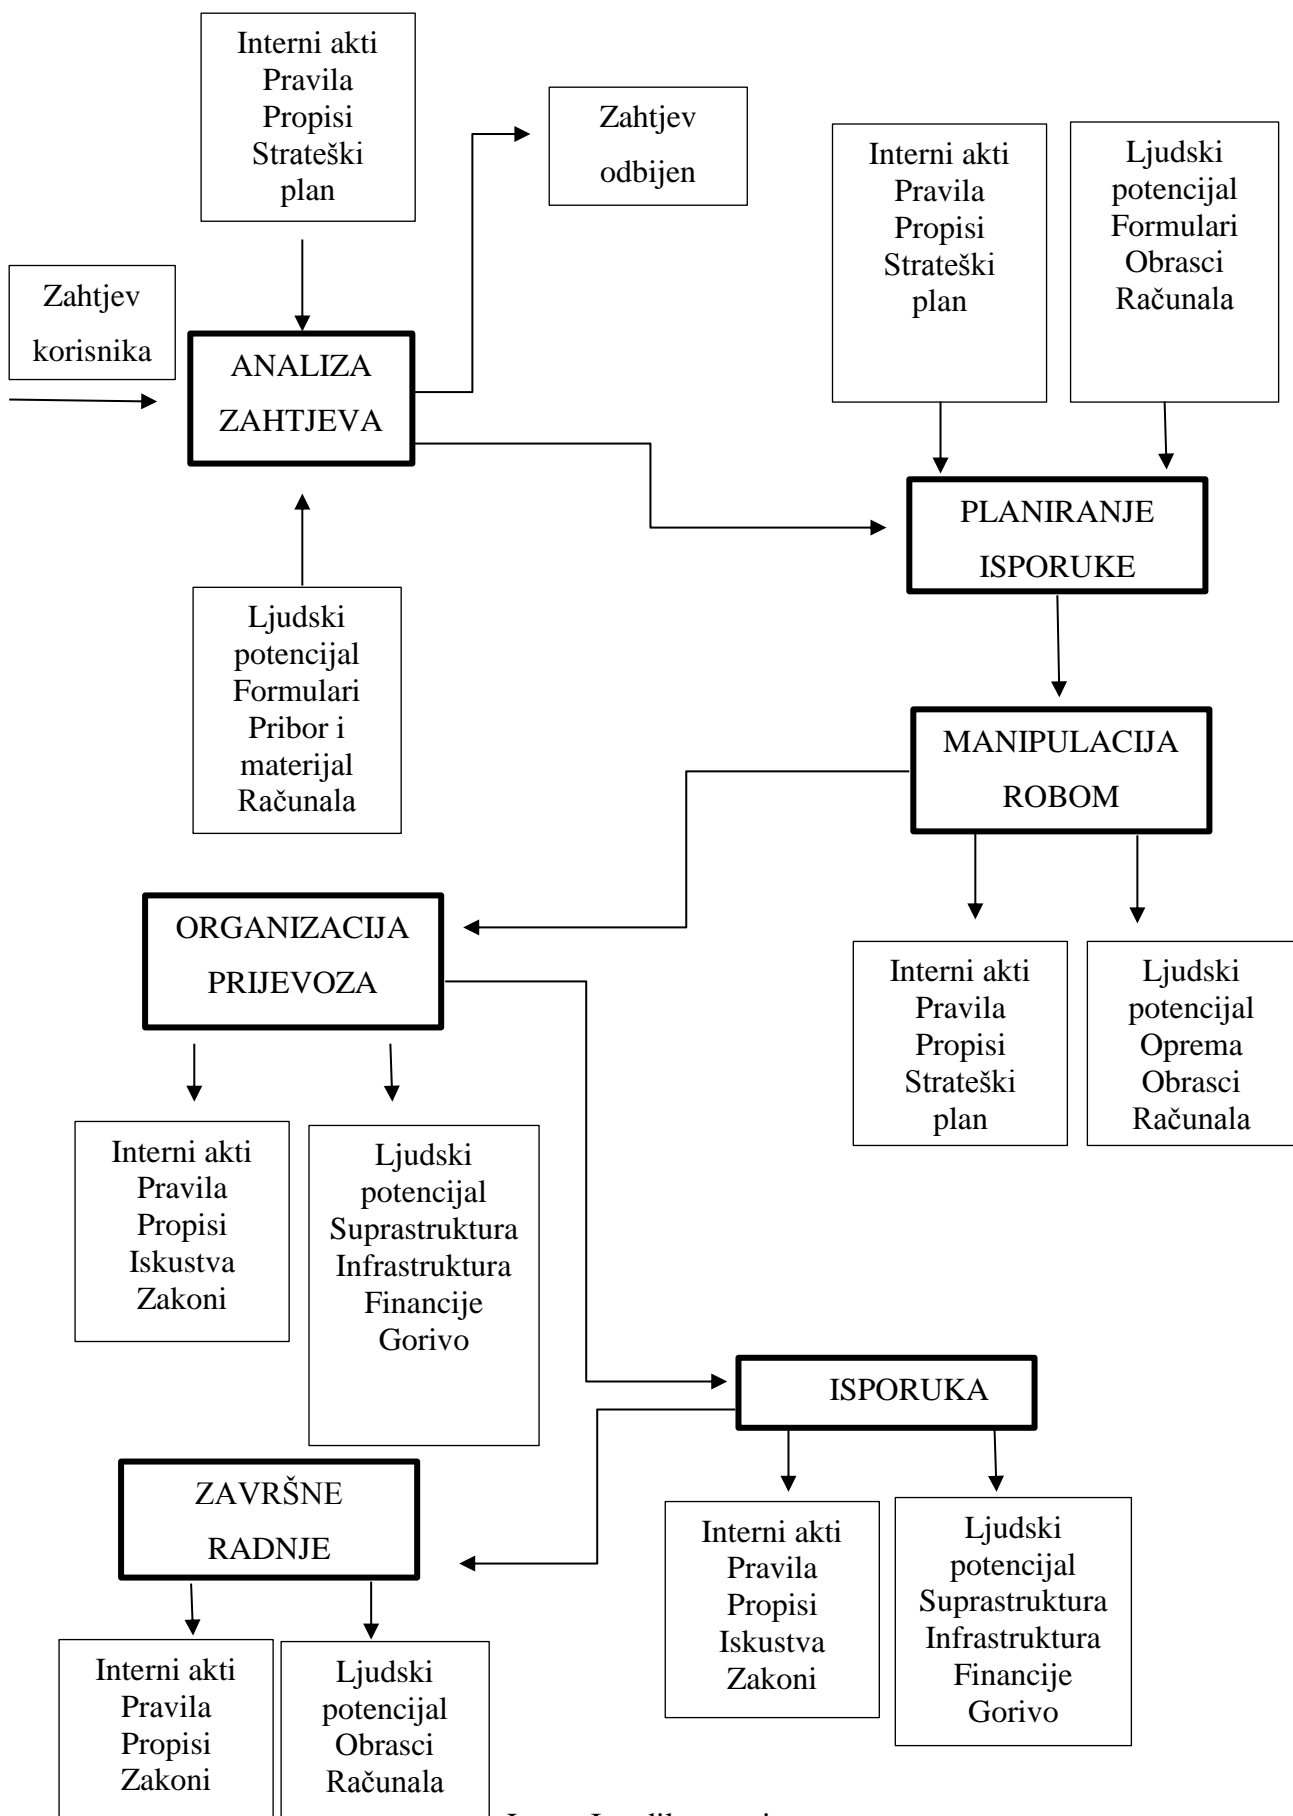 Interni akti
Pravila
Propisi
Strateški
plan
Zahtjev
odbijen
Interni akti
Pravila
Propisi
Strateški
plan
Ljudski
potencijal
Formulari
Obrasci
Računala
Zahtjev
korisnika
ANALIZA
ZAHTJEVA
PLANIRANJE
ISPORUKE
Ljudski
potencijal
Formulari
Pribor i
materijal
Računala
MANIPULACIJA
ROBOM
ORGANIZACIJA
PRIJEVOZA
Interni akti
Pravila
Propisi
Strateški
plan
Ljudski
potencijal
Oprema
Obrasci
Računala
Interni akti
Pravila
Propisi
Iskustva
Zakoni
Ljudski
potencijal
Suprastruktura
Infrastruktura
Financije
Gorivo
ISPORUKA
ZAVRŠNE
RADNJE
Interni akti
Pravila
Propisi
Iskustva
Zakoni
Ljudski
potencijal
Suprastruktura
Infrastruktura
Financije
Gorivo
Interni akti
Pravila
Propisi
Zakoni
Ljudski
potencijal
Obrasci
Računala